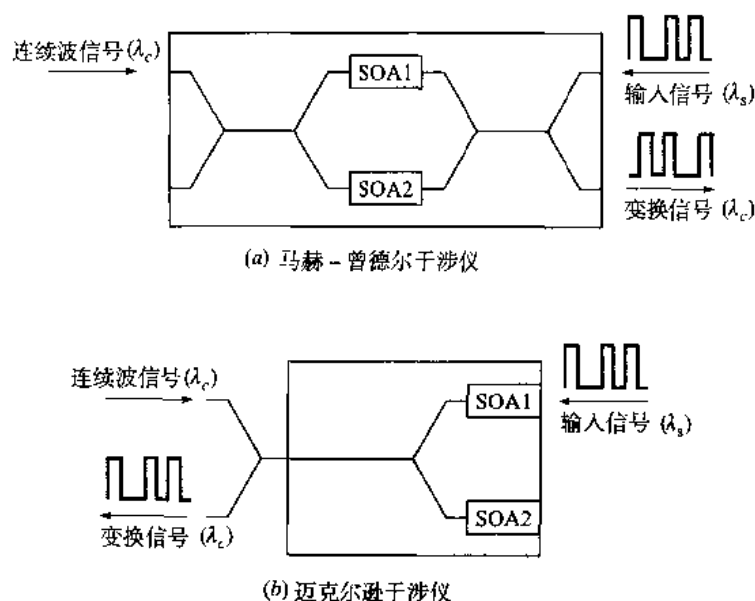 连续波信号(λc)
SOA1
输入信号 (λs)
SOA2
变换信号 (λc)
(a) 马赫-曾德尔干涉仪
连续波信号(λc)
SOA1
输入信号 (λs)
变换信号 (λc)
SOA2
(b) 迈克尔逊干涉仪